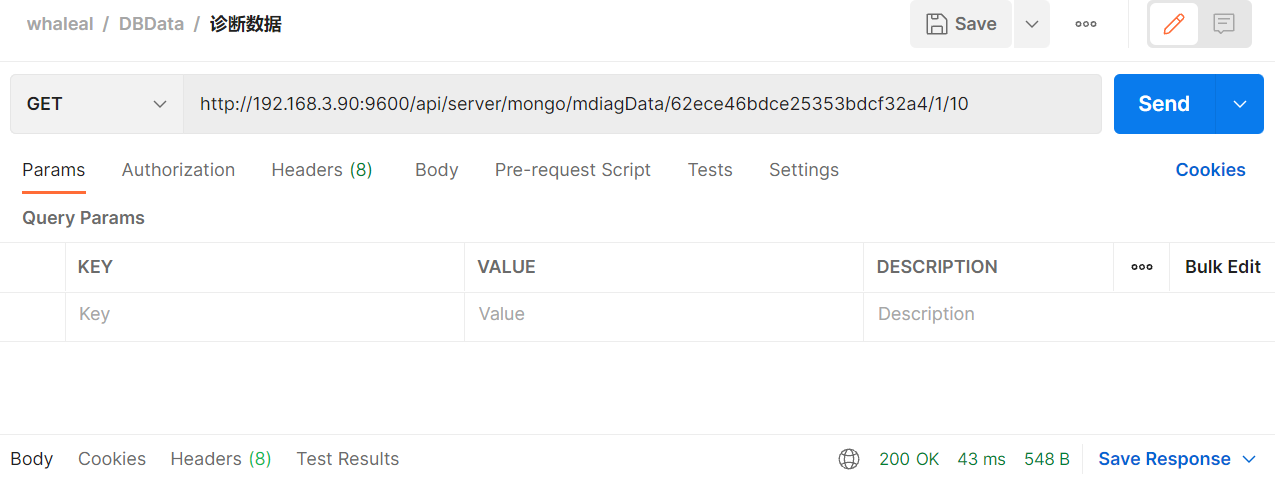 whaleal / DBData / 诊断数据 Save
GET http://192.168.3.90:9600/api/server/mongo/mdiagData/62ece46bdce25353bdcf32a4/1/10 Send
Params Authorization Headers (8) Body Pre-request Script Tests Settings Cookies
Query Params
KEY VALUE DESCRIPTION Bulk Edit
Key Value Description
Body Cookies Headers (8) Test Results 200 OK 43 ms 548 B Save Response